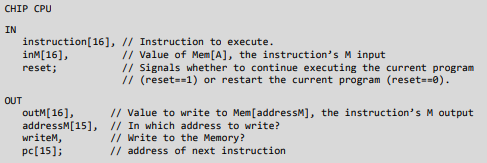 CHIP CPU
IN
instruction[16], // Instruction to execute.
inM[16], // Value of Mem[A], the instruction’s M input
reset; // Signals whether to continue executing the current program
// (reset==1) or restart the current program (reset==0).
OUT
outM[16], // Value to write to Mem[addressM], the instruction’s M output
addressM[15], // In which address to write?
writeM, // Write to the Memory?
pc[15]; // address of next instruction